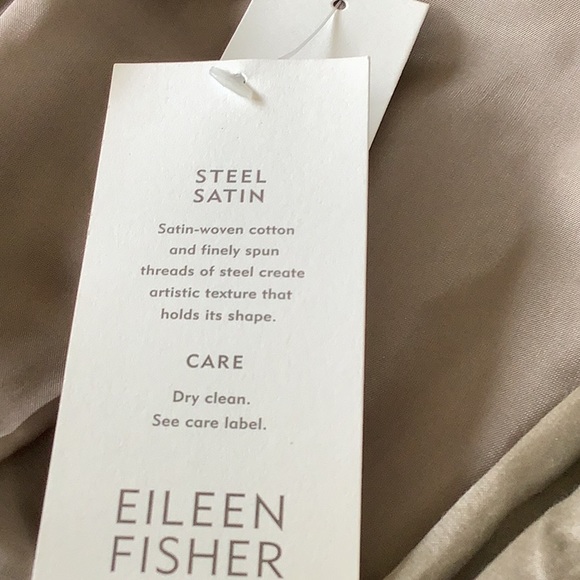 STEEL
SATIN
Satin-woven cotton
and finely spun
threads of steel create
artistic texture that
holds its shape.
CARE
Dry clean.
See care label.
EILEEN
FISHER